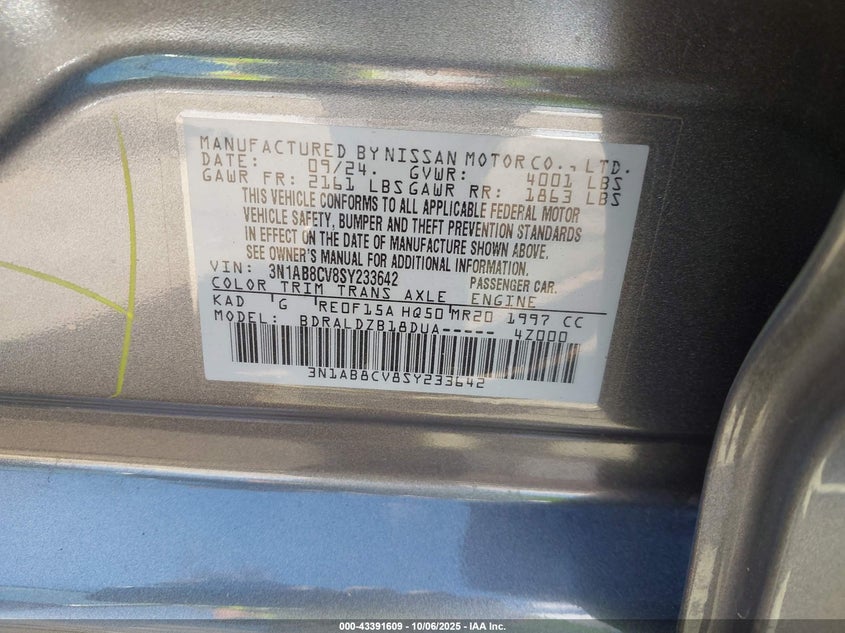 MANUFACTURED BY NISSAN MOTOR CO., LTD.
DATE: 09/24. GVWR: 4001 LBS
GAWR FR: 2161 LBS GAWR RR: 1863 LBS
THIS VEHICLE CONFORMS TO ALL APPLICABLE FEDERAL MOTOR
VEHICLE SAFETY, BUMPER AND THEFT PREVENTION STANDARDS
IN EFFECT ON THE DATE OF MANUFACTURE SHOWN ABOVE.
SEE OWNER'S MANUAL FOR ADDITIONAL INFORMATION.
VIN: 3N1AB8CV8SY233642 PASSENGER CAR.
COLOR TRIM TRANS AXLE ENGINE
KAD G RE0F15A HQ50 MR20 1997 CC
MODEL: BDRALDZB18DUA----- 4Z000
3N1AB8CV8SY233642
000-43391609 | 10/06/2025 - IAA Inc.